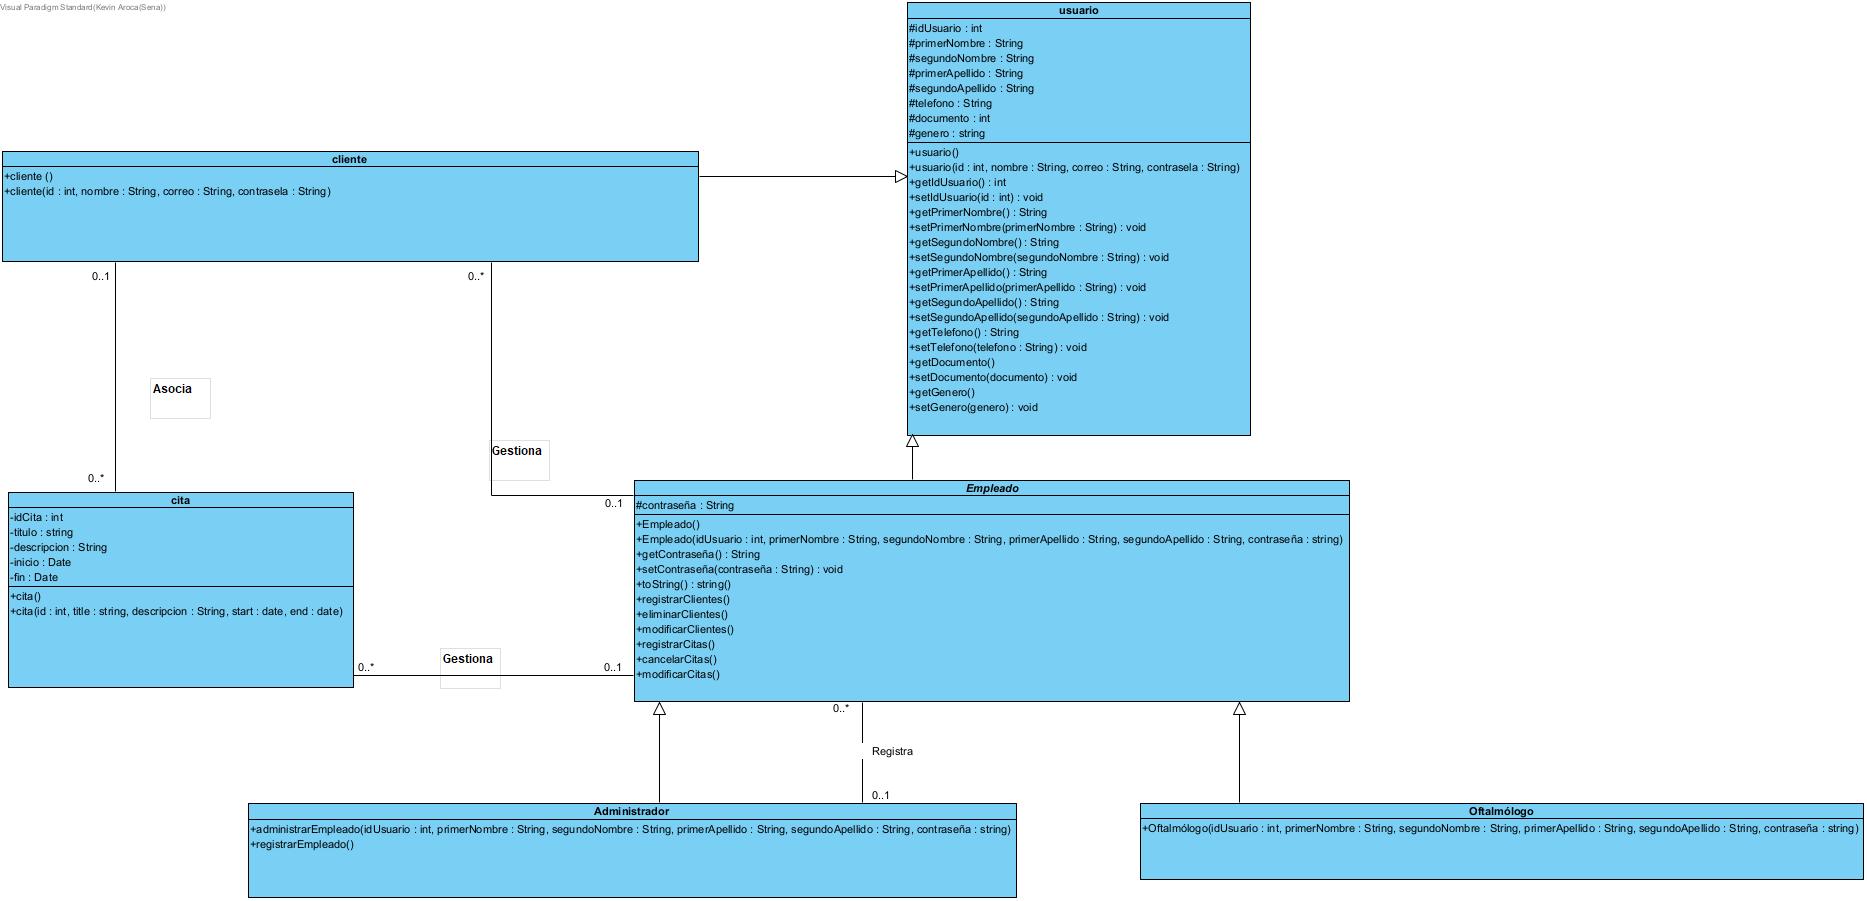 Visual Paradigm Standard(Kevin Aroca(Sena))
usuario
#idUsuario : int
#primerNombre : String
#segundoNombre : String
#primerApellido : String
#segundoApellido : String
#telefono : String
#documento : int
#genero : string
+usuario()
+usuario(id : int, nombre : String, correo : String, contrasela : String)
+getIdUsuario() : int
+setIdUsuario(id : int) : void
+getPrimerNombre() : String
+setPrimerNombre(primerNombre : String) : void
+getSegundoNombre() : String
+setSegundoNombre(segundoNombre : String) : void
+getPrimerApellido() : String
+setPrimerApellido(primerApellido : String) : void
+getSegundoApellido() : String
+setSegundoApellido(segundoApellido : String) : void
+getTelefono() : String
+setTelefono(telefono : String) : void
+getDocumento()
+setDocumento(documento) : void
+getGenero()
+setGenero(genero) : void
cliente
+cliente ()
+cliente(id : int, nombre : String, correo : String, contrasela : String)
0..1
0..*
Asocia
Gestiona
0..*
0..1
cita
-idCita : int
-titulo : string
-descripcion : String
-inicio : Date
-fin : Date
+cita()
+cita(id : int, title : string, descripcion : String, start : date, end : date)
Empleado
#contraseña : String
+Empleado()
+Empleado(idUsuario : int, primerNombre : String, segundoNombre : String, primerApellido : String, segundoApellido : String, contraseña : string)
+getContraseña() : String
+setContraseña(contraseña : String) : void
+toString() : string()
+registrarClientes()
+eliminarClientes()
+modificarClientes()
+registrarCitas()
+cancelarCitas()
+modificarCitas()
0..*
Gestiona
0..1
0..*
Registra
0..1
Administrador
+administrarEmpleado(idUsuario : int, primerNombre : String, segundoNombre : String, primerApellido : String, segundoApellido : String, contraseña : string)
+registrarEmpleado()
Oftalmólogo
+Oftalmólogo(idUsuario : int, primerNombre : String, segundoNombre : String, primerApellido : String, segundoApellido : String, contraseña : string)